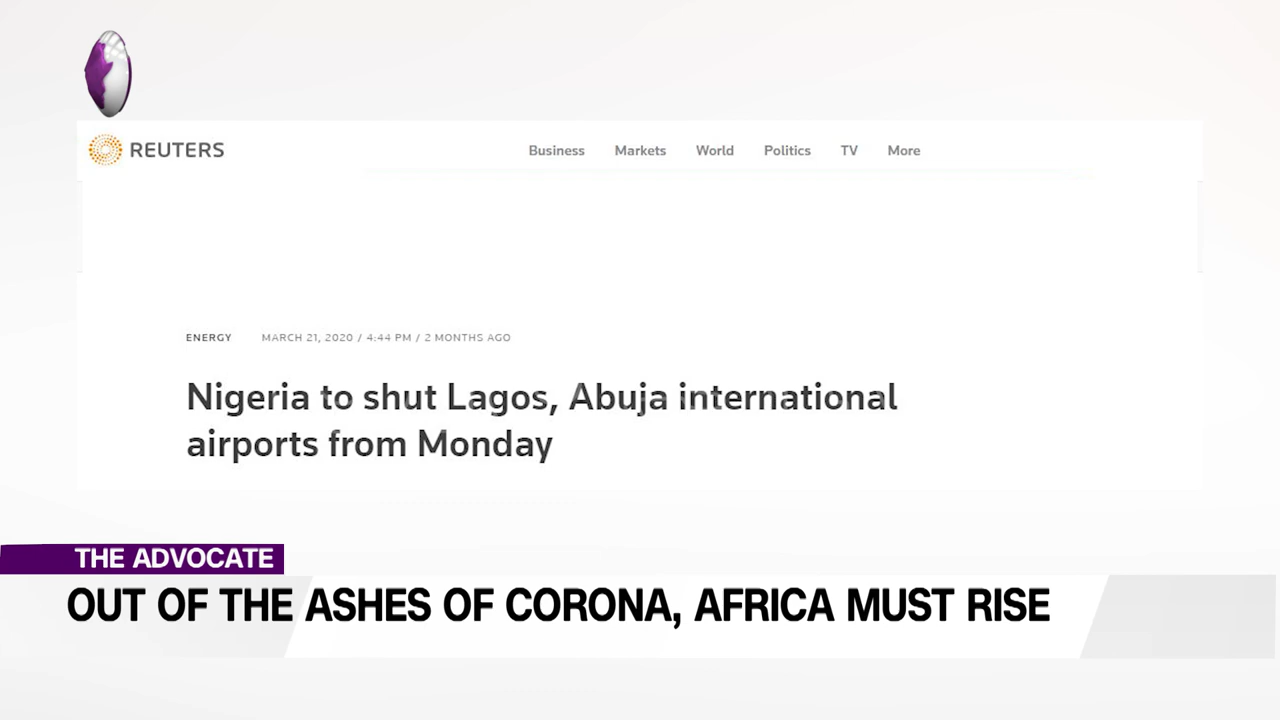 REUTERS
Business Markets World Politics TV More
ENERGY MARCH 21, 2020 / 4:44 PM / 2 MONTHS AGO
Nigeria to shut Lagos, Abuja international
airports from Monday
THE ADVOCATE
OUT OF THE ASHES OF CORONA, AFRICA MUST RISE